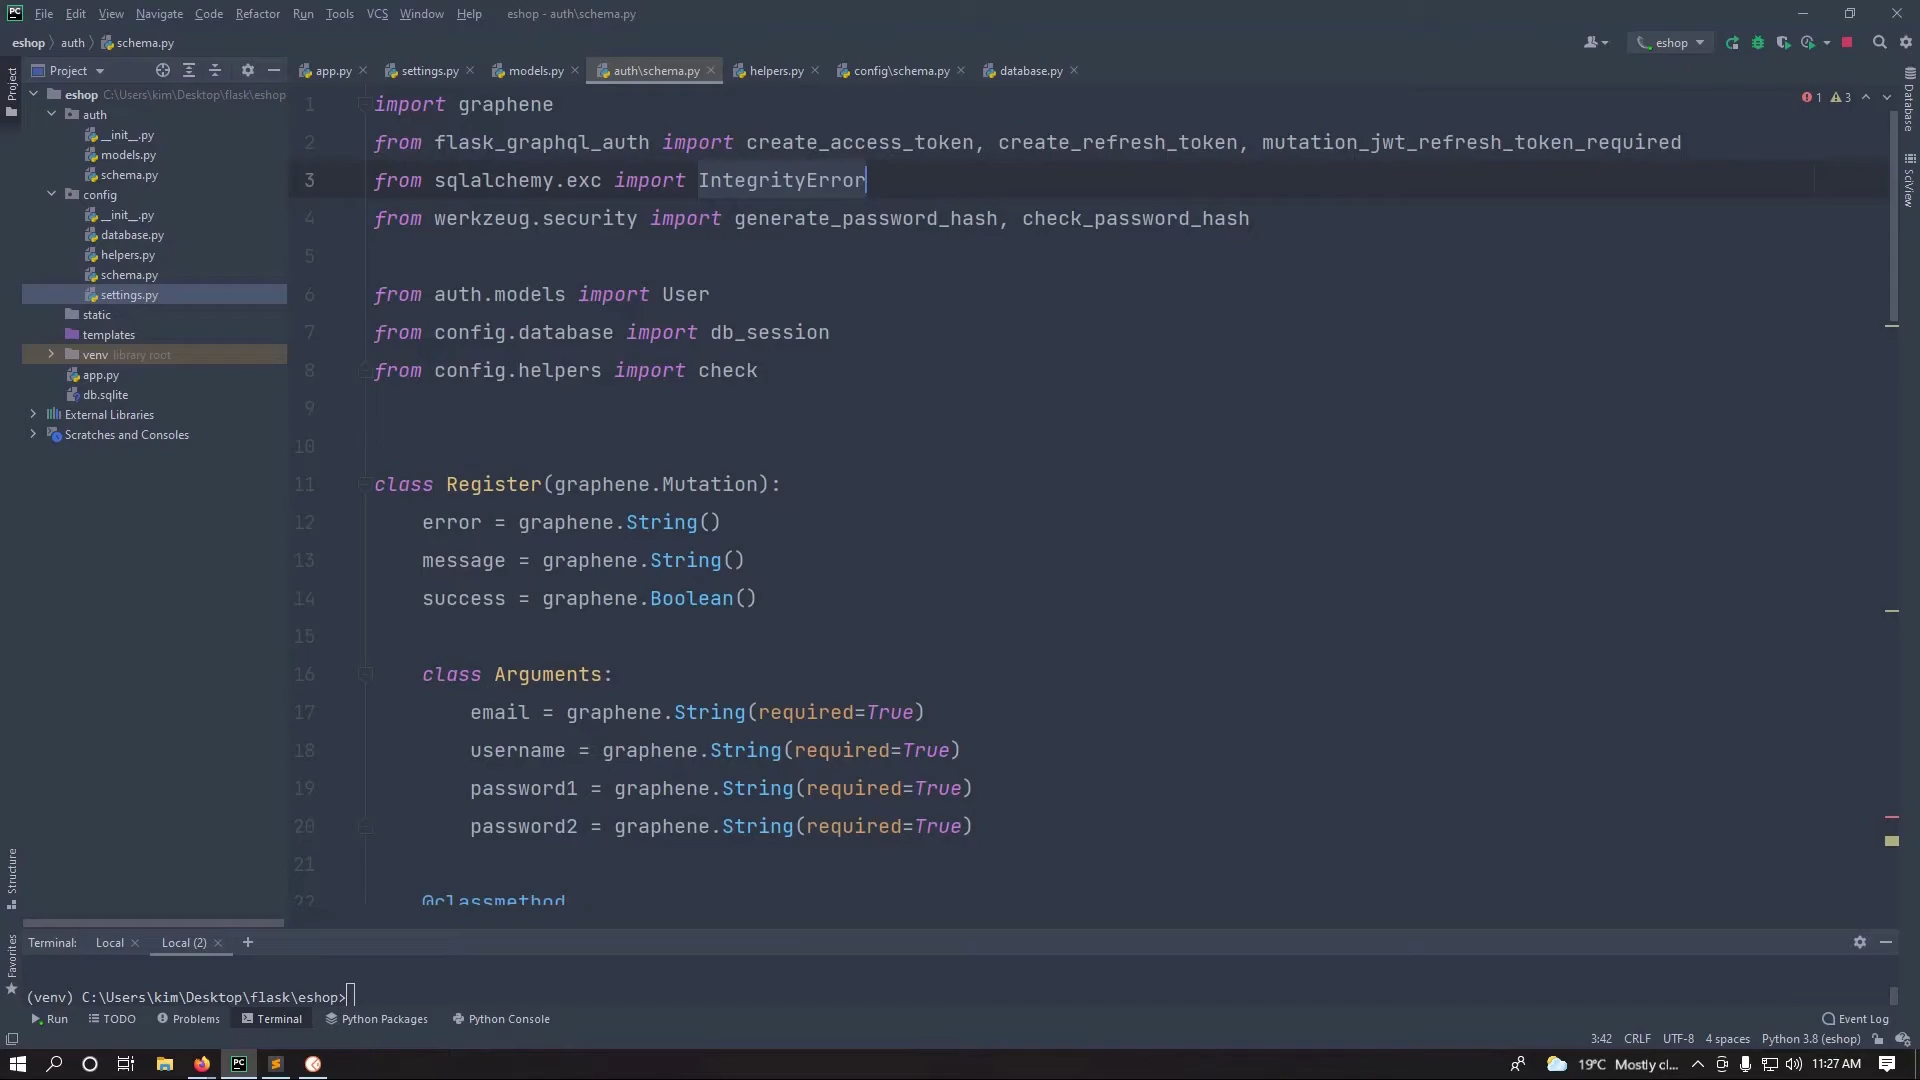 File Edit View Navigate Code Refactor Run Tools VCS Window Help eshop - auth\schema.py
eshop auth schema.py
eshop
Project
app.py settings.py models.py auth\schema.py helpers.py config\schema.py database.py
Project
eshop C:\Users\kim\Desktop\flask\eshop
auth
__init__.py
models.py
schema.py
config
__init__.py
database.py
helpers.py
schema.py
settings.py
static
templates
venv library root
app.py
db.sqlite
External Libraries
Scratches and Consoles
Structure
Favorites
1 import graphene
2 from flask_graphql_auth import create_access_token, create_refresh_token, mutation_jwt_refresh_token_required
3 from sqlalchemy.exc import IntegrityError
4 from werkzeug.security import generate_password_hash, check_password_hash
5
6 from auth.models import User
7 from config.database import db_session
8 from config.helpers import check
9
10
11 class Register(graphene.Mutation):
12 error = graphene.String()
13 message = graphene.String()
14 success = graphene.Boolean()
15
16 class Arguments:
17 email = graphene.String(required=True)
18 username = graphene.String(required=True)
19 password1 = graphene.String(required=True)
20 password2 = graphene.String(required=True)
21
22 @classmethod
1 3
Database
SciView
Terminal: Local Local (2) +
(venv) C:\Users\kim\Desktop\flask\eshop>
Run TODO Problems Terminal Python Packages Python Console Event Log
3:42 CRLF UTF-8 4 spaces Python 3.8 (eshop)
19°C Mostly cl... 11:27 AM